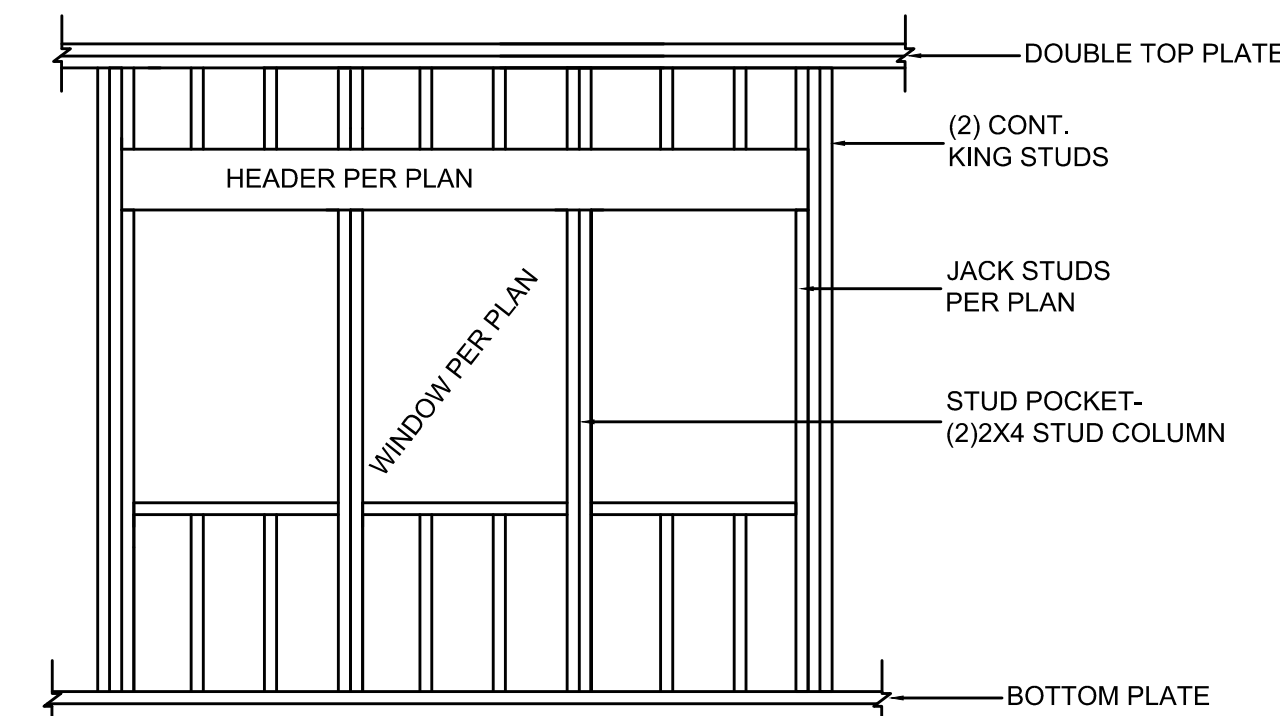 DOUBLE TOP PLATE
(2) CONT.
KING STUDS
HEADER PER PLAN
JACK STUDS
PER PLAN
WINDOW PER PLAN
STUD POCKET-
(2)2X4 STUD COLUMN
BOTTOM PLATE